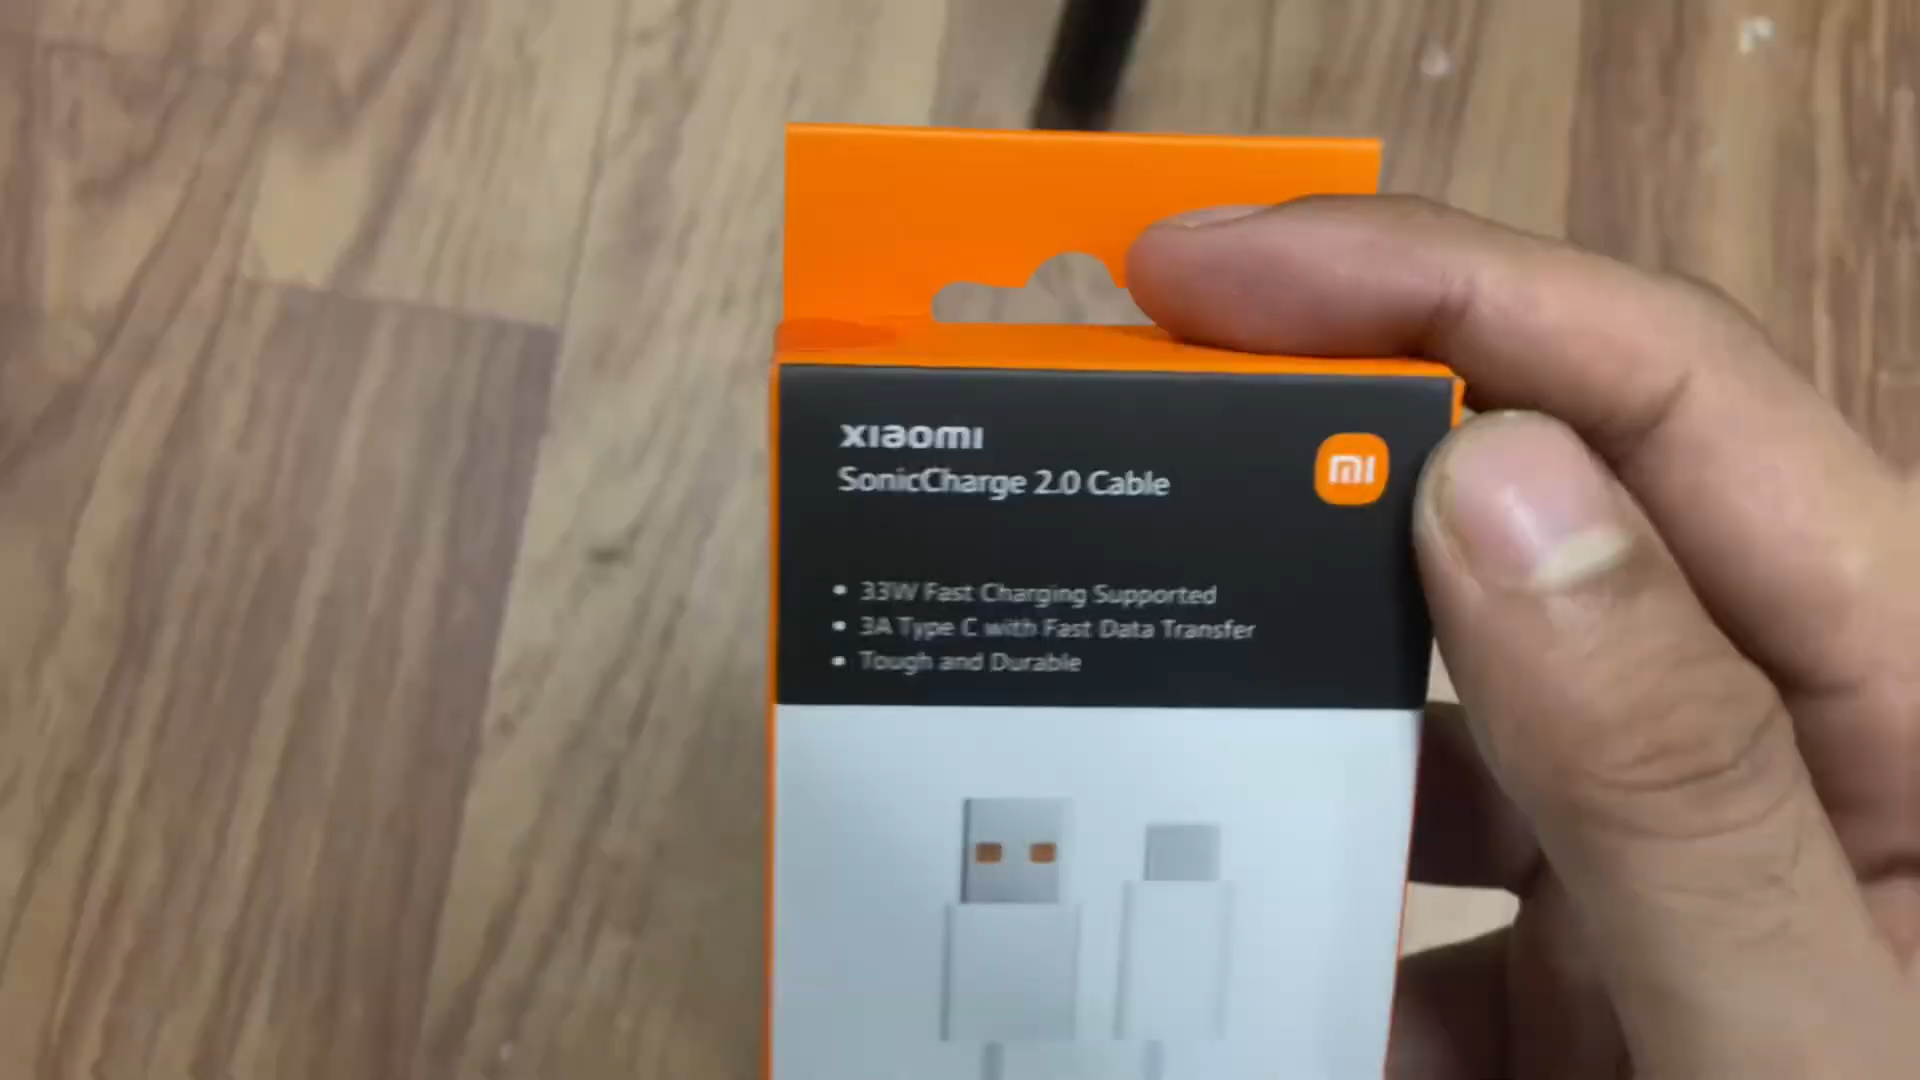 xiaomi
SonicCharge 2.0 Cable
mi
• 33W Fast Charging Supported
• 3A Type C with Fast Data Transfer
• Tough and Durable